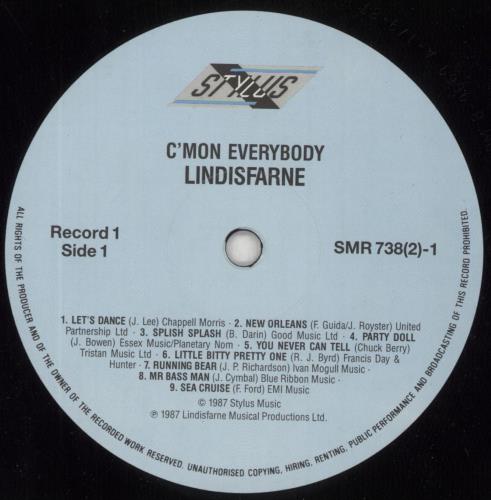 STYLUS
C'MON EVERYBODY
LINDISFARNE
Record 1
Side 1
SMR 738(2)-1
1. LET'S DANCE (J. Lee) Chappell Morris · 2. NEW ORLEANS (F. Guida/J. Royster) United
Partnership Ltd · 3. SPLISH SPLASH (B. Darin) Good Music Ltd · 4. PARTY DOLL
(J. Bowen) Essex Music/Planetary Nom · 5. YOU NEVER CAN TELL (Chuck Berry)
Tristan Music Ltd · 6. LITTLE BITTY PRETTY ONE (R. J. Byrd) Francis Day &
Hunter · 7. RUNNING BEAR (J. P. Richardson) Ivan Mogull Music ·
8. MR BASS MAN (J. Cymbal) Blue Ribbon Music ·
9. SEA CRUISE (F. Ford) EMI Music
© 1987 Stylus Music
℗ 1987 Lindisfarne Musical Productions Ltd.
ALL RIGHTS OF THE PRODUCER AND OF THE OWNER OF THE RECORDED WORK RESERVED. UNAUTHORISED COPYING, HIRING, RENTING, PUBLIC PERFORMANCE AND BROADCASTING OF THIS RECORD PROHIBITED.